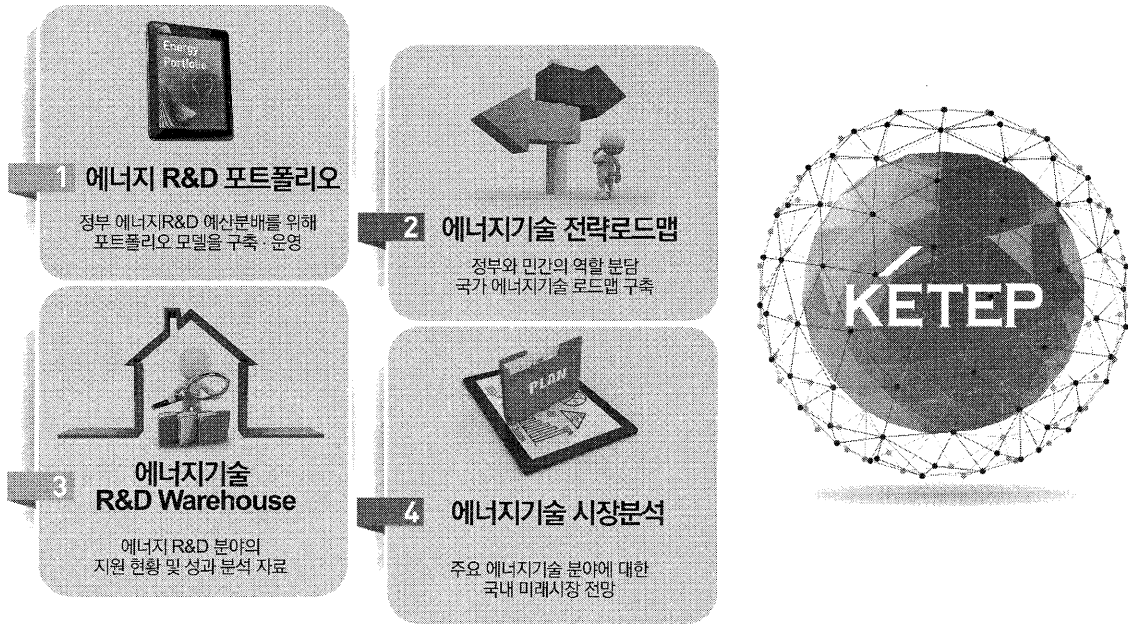 Energy
Portfolio
1 에너지 R&D 포트폴리오
정부 에너지R&D 예산분배를 위해
포트폴리오 모델을 구축 · 운영
2 에너지기술 전략로드맵
정부와 민간의 역할 분담
국가 에너지기술 로드맵 구축
3 에너지기술
R&D Warehouse
에너지 R&D 분야의
지원 현황 및 성과 분석 자료
PLAN
4 에너지기술 시장분석
주요 에너지기술 분야에 대한
국내 미래시장 전망
KETEP